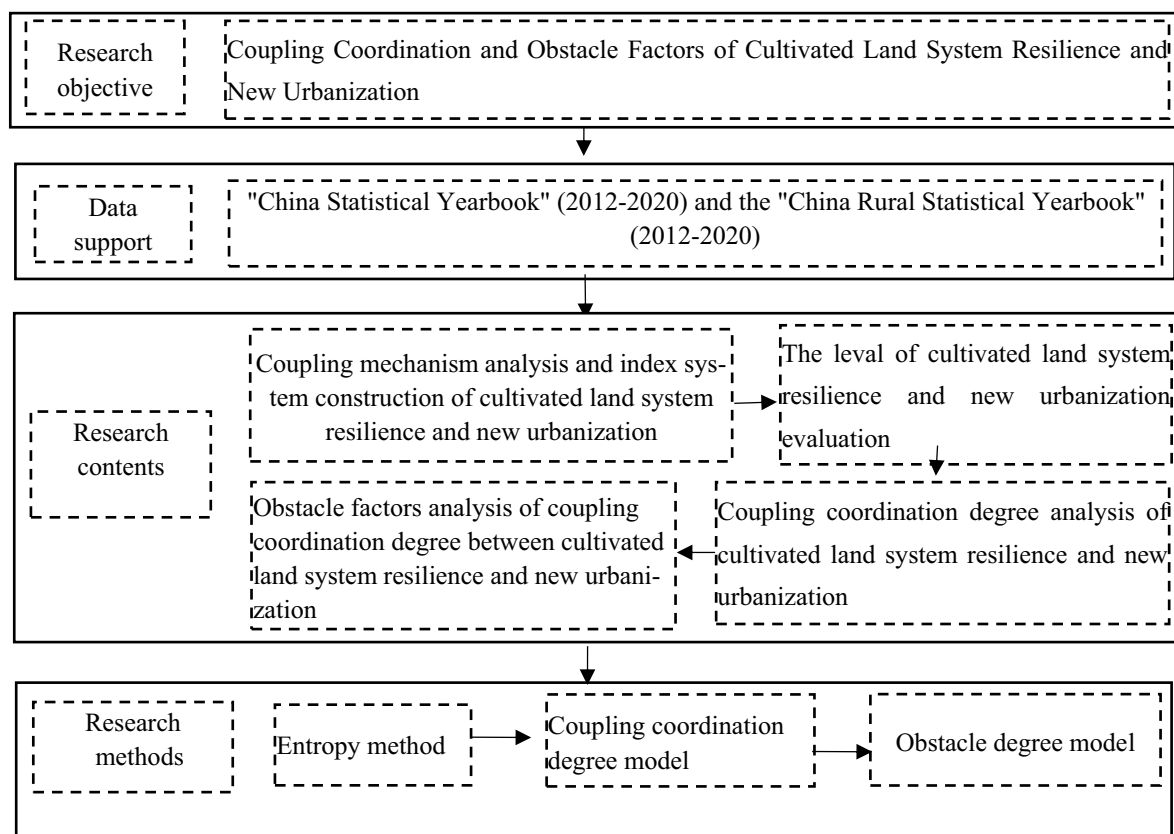 Research
objective
Coupling Coordination and Obstacle Factors of Cultivated Land System Resilience and
New Urbanization
Data
support
"China Statistical Yearbook" (2012-2020) and the "China Rural Statistical Yearbook"
(2012-2020)
Research
contents
Coupling mechanism analysis and index sys-
tem construction of cultivated land system
resilience and new urbanization
The leval of cultivated land system
resilience and new urbanization
evaluation
Coupling coordination degree analysis of
cultivated land system resilience and new
urbanization
Obstacle factors analysis of coupling
coordination degree between cultivated
land system resilience and new urbani-
zation
Research
methods
Entropy method
Coupling coordination
degree model
Obstacle degree model